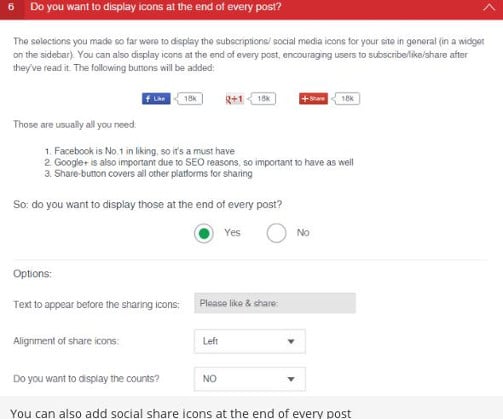 6 Do you want to display icons at the end of every post?
The selections you made so far were to display the subscriptions/ social media icons for your site in general (in a widget
on the sidebar). You can also display icons at the end of every post, encouraging users to subscribe/like/share after
they've read it. The following buttons will be added:
f Like 18k g+1 18k + Share 18k
Those are usually all you need:
1. Facebook is No.1 in liking, so it's a must have
2. Google+ is also important due to SEO reasons, so important to have as well
3. Share-button covers all other platforms for sharing
So: do you want to display those at the end of every post?
Yes No
Options:
Text to appear before the sharing icons: Please like & share:
Alignment of share icons: Left
Do you want to display the counts? NO
You can also add social share icons at the end of every post